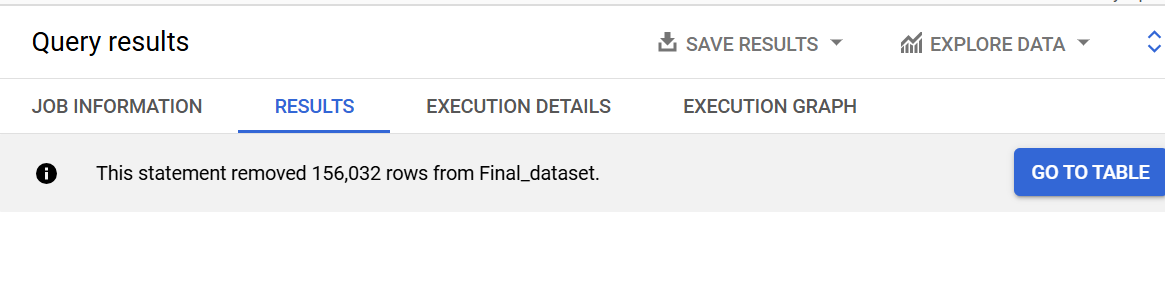 Query results
SAVE RESULTS
EXPLORE DATA
JOB INFORMATION
RESULTS
EXECUTION DETAILS
EXECUTION GRAPH
This statement removed 156,032 rows from Final_dataset.
GO TO TABLE